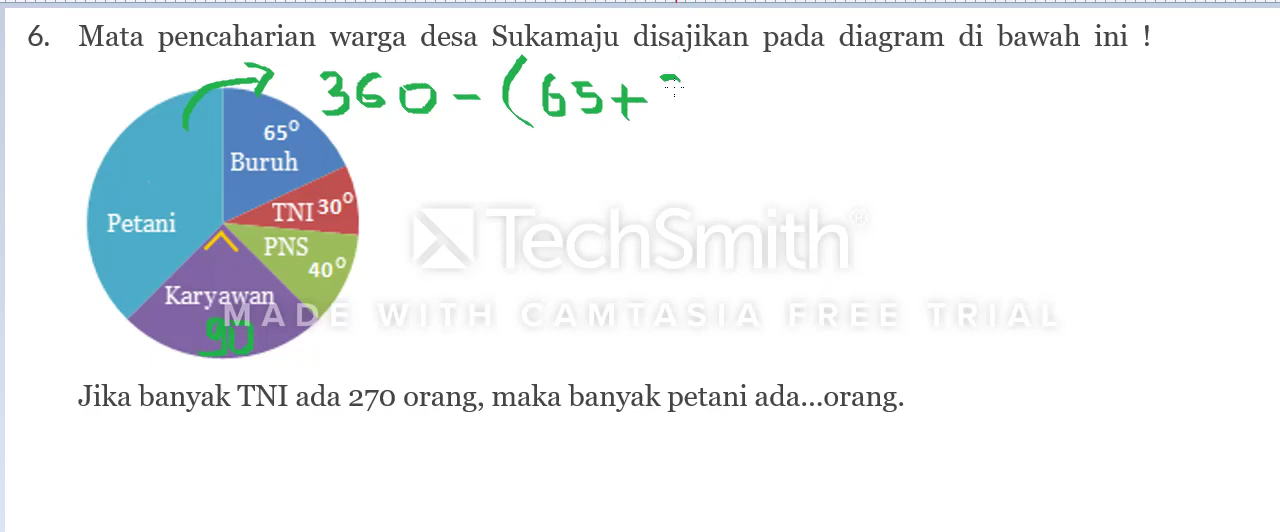 6. Mata pencaharian warga desa Sukamaju disajikan pada diagram di bawah ini !
360 - (65+
65°
Buruh
TNI 30°
Petani
PNS
40°
Karyawan
90
TechSmith®
MADE WITH CAMTASIA FREE TRIAL
Jika banyak TNI ada 270 orang, maka banyak petani ada...orang.